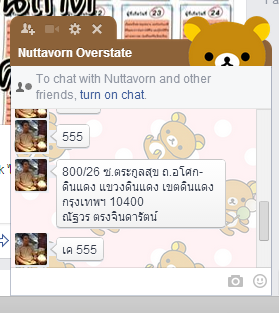 23
24
Nuttavorn Overstate
To chat with Nuttavorn and other
friends, turn on chat.
555
800/26 ซ.ตระกูลสุข ถ.อโศก-
ดินแดง แขวงดินแดง เขตดินแดง
กรุงเทพฯ 10400
ณัฐวร ตรงจินดารัตน์
เค 555